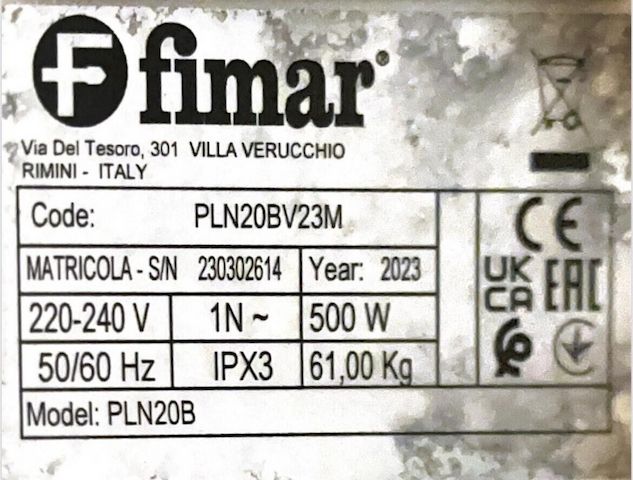 F fimar®
Via Del Tesoro, 301 VILLA VERUCCHIO
RIMINI - ITALY
Code: PLN20BV23M
MATRICOLA - S/N 230302614 Year: 2023
220-240 V 1N ~ 500 W
50/60 Hz IPX3 61,00 Kg
Model: PLN20B
CE
UK
CA EAC